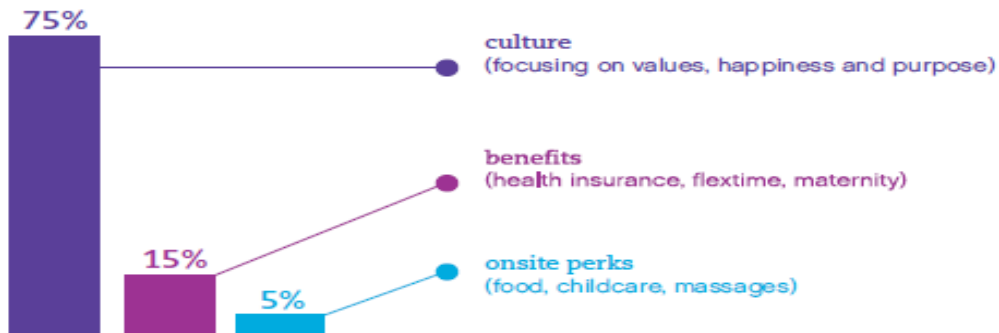 75%
culture
(focusing on values, happiness and purpose)
benefits
(health insurance, flextime, maternity)
15%
onsite perks
(food, childcare, massages)
5%